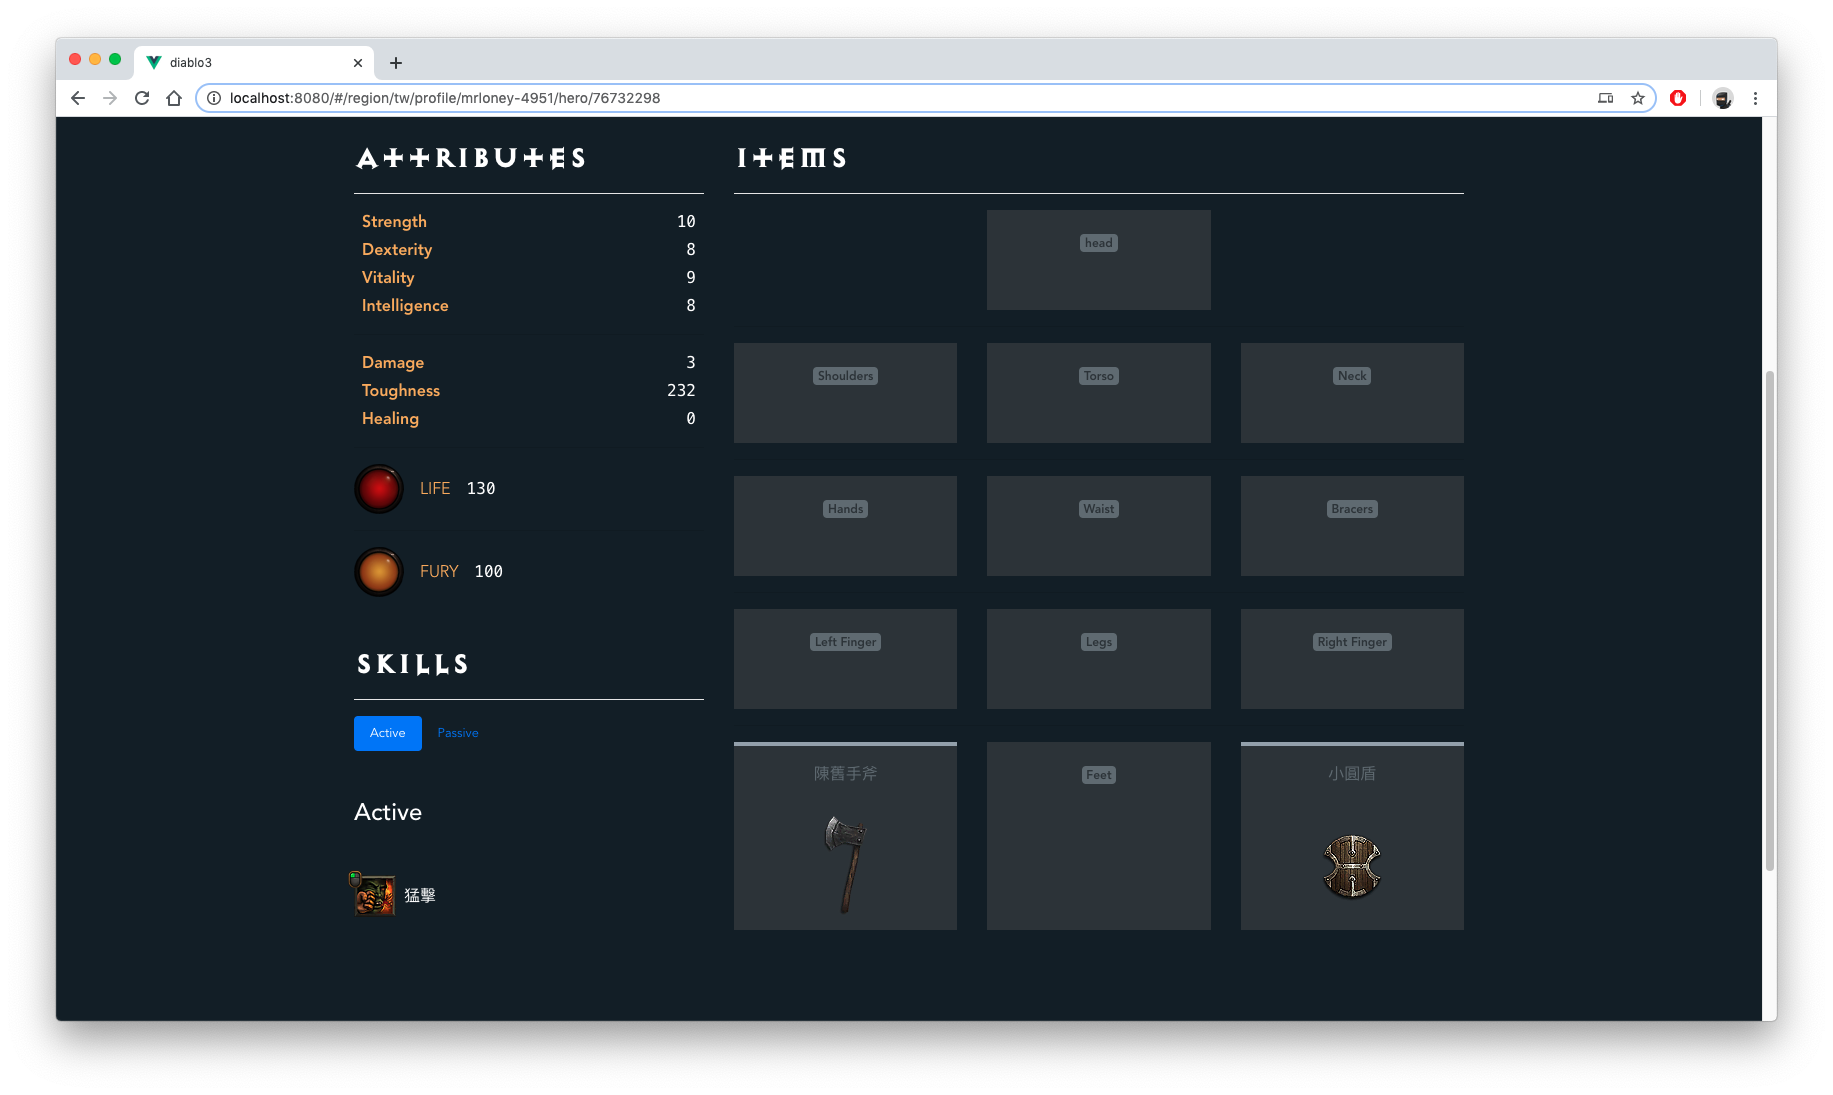 diablo3
localhost:8080/#/region/tw/profile/mrloney-4951/hero/76732298
ATTRIBUTES
Strength 10
Dexterity 8
Vitality 9
Intelligence 8
Damage 3
Toughness 232
Healing 0
LIFE 130
FURY 100
SKILLS
Active Passive
Active
猛擊
ITEMS
head
Shoulders Torso Neck
Hands Waist Bracers
Left Finger Legs Right Finger
陳舊手斧 Feet 小圓盾